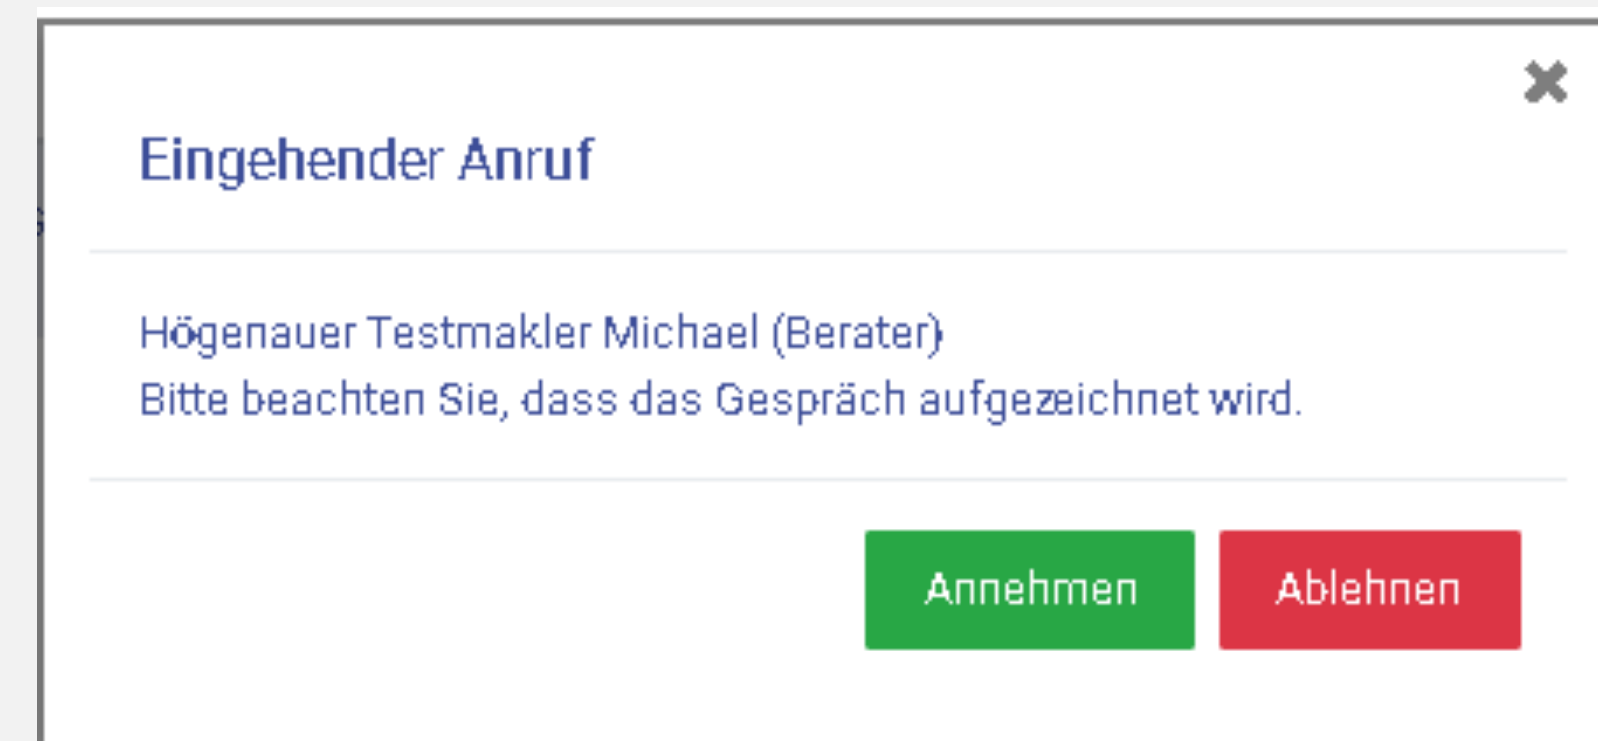 Eingehender Anruf
Högenauer Testmakler Michael (Berater)
Bitte beachten Sie, dass das Gespräch aufgezeichnet wird.
Annehmen Ablehnen